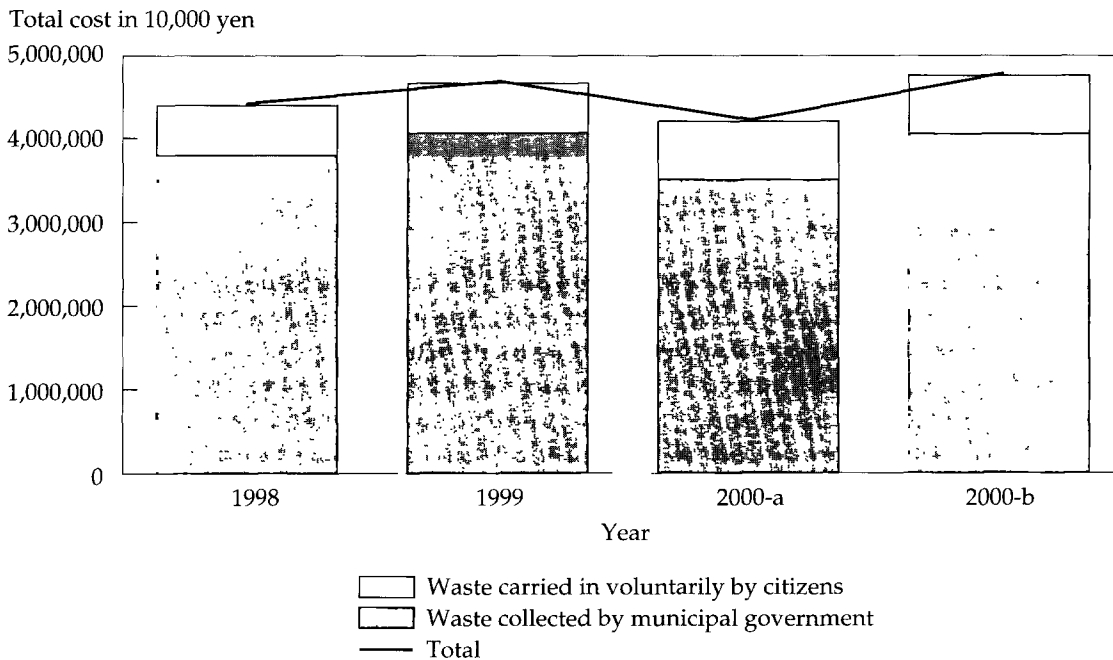 Total cost in 10,000 yen
5,000,000
4,000,000
3,000,000
2,000,000
1,000,000
0
1998 1999 2000-a 2000-b
Year
Waste carried in voluntarily by citizens
Waste collected by municipal government
Total